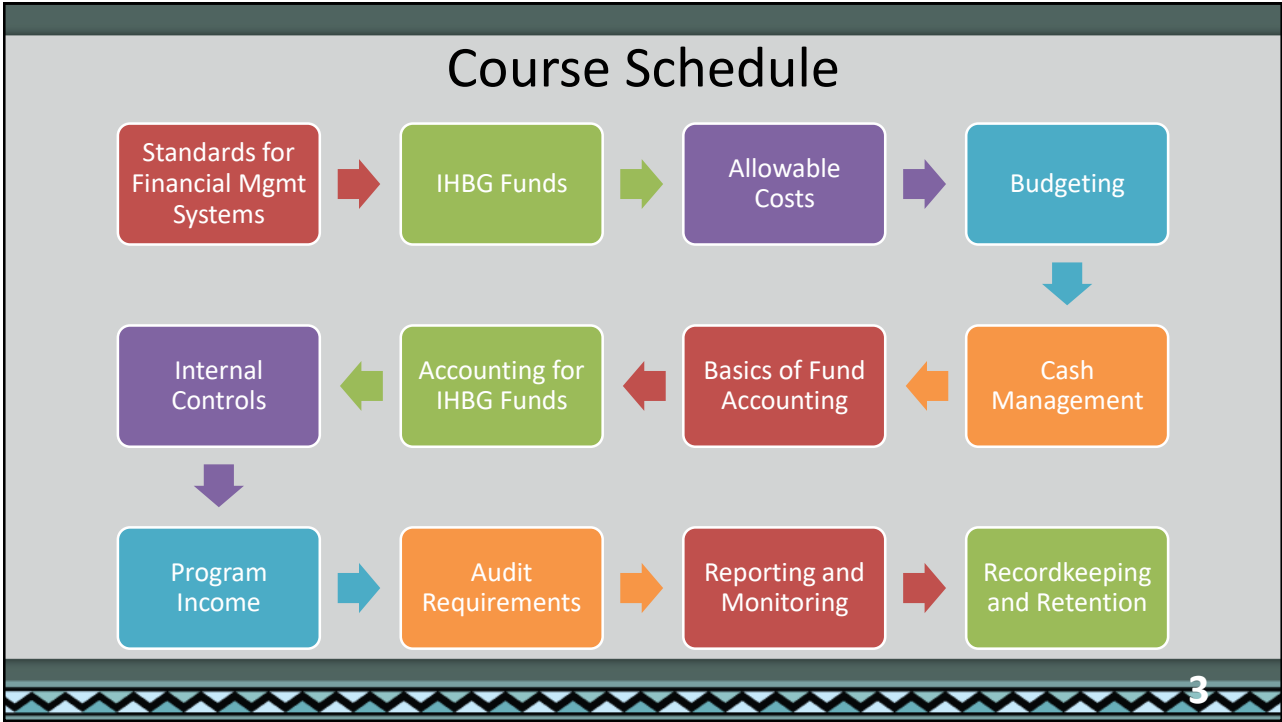 Course Schedule
Standards for
Financial Mgmt
Systems
IHBG Funds
Allowable
Costs
Budgeting
Cash
Management
Basics of Fund
Accounting
Accounting for
IHBG Funds
Internal
Controls
Program
Income
Audit
Requirements
Reporting and
Monitoring
Recordkeeping
and Retention
3